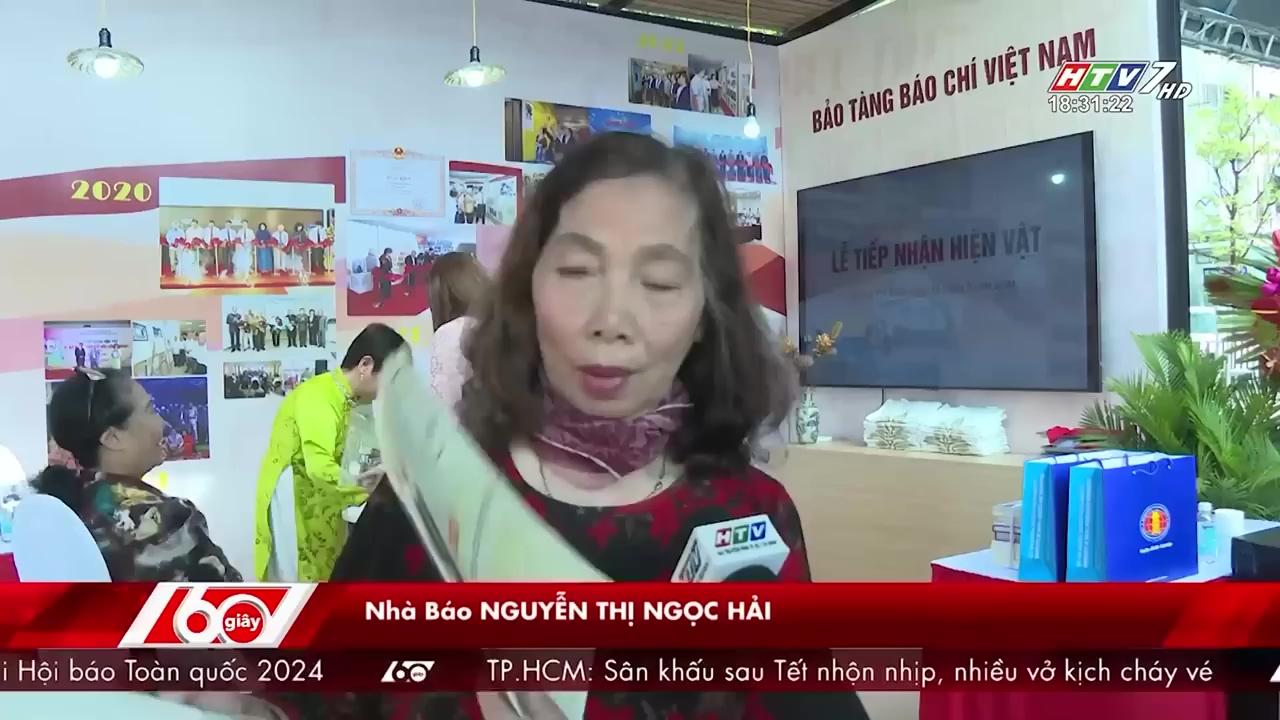 BẢO TÀNG BÁO CHÍ VIỆT NAM
HTV7 HD
18:31:22
2020
LỄ TIẾP NHẬN HIỆN VẬT
HTV
60 giây
Nhà Báo NGUYỄN THỊ NGỌC HẢI
i Hội báo Toàn quốc 2024
60 giây
TP.HCM: Sân khấu sau Tết nhộn nhịp, nhiều vở kịch cháy vé